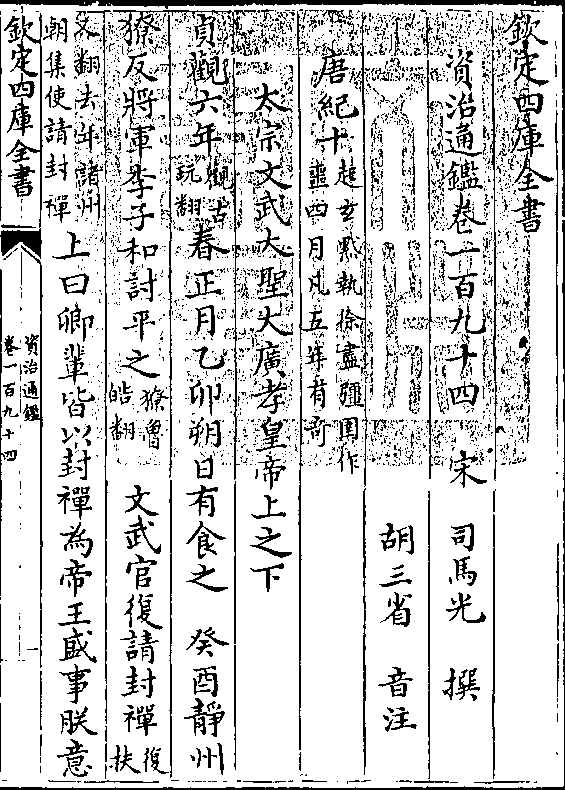 欽定四庫全書
資治通鑑卷一百九十四
宋 司馬光 撰
胡三省 音注
唐紀十起玄黓執徐盡彊圉作噩四月凡五年有奇
太宗文武大聖大廣孝皇帝上之下
貞觀六年觀古玩翻春正月乙卯朔日有食之 癸酉靜州
獠反將軍李子和討平之獠魯皓翻 文武官復請封禪復扶
又翻去年諸州朝集使請封禪上曰卿輩皆以封禪為帝王盛事朕意
欽定四庫全書
資治通鑑
卷一百九十四
一